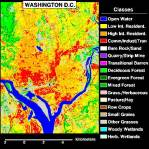 WASHINGTON D.C.
Classes
Open Water
Low Int. Resident.
High Int. Resident.
Comm/Indust/Tran
Bare Rock/Sand
Quarry/Strip Mine
Transitional Barren
Deciduous Forest
Evergreen Forest
Mixed Forest
Grass/Herbaceous
Pasture/Hay
Row Crops
Small Grains
Other Grasses
Woody Wetlands
Herb. Wetlands
kilometers